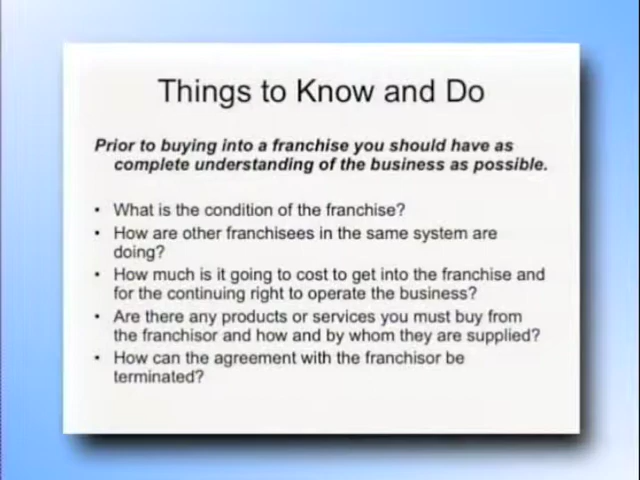 Things to Know and Do
Prior to buying into a franchise you should have as
complete understanding of the business as possible.
• What is the condition of the franchise?
• How are other franchisees in the same system are
doing?
• How much is it going to cost to get into the franchise and
for the continuing right to operate the business?
• Are there any products or services you must buy from
the franchisor and how and by whom they are supplied?
• How can the agreement with the franchisor be
terminated?